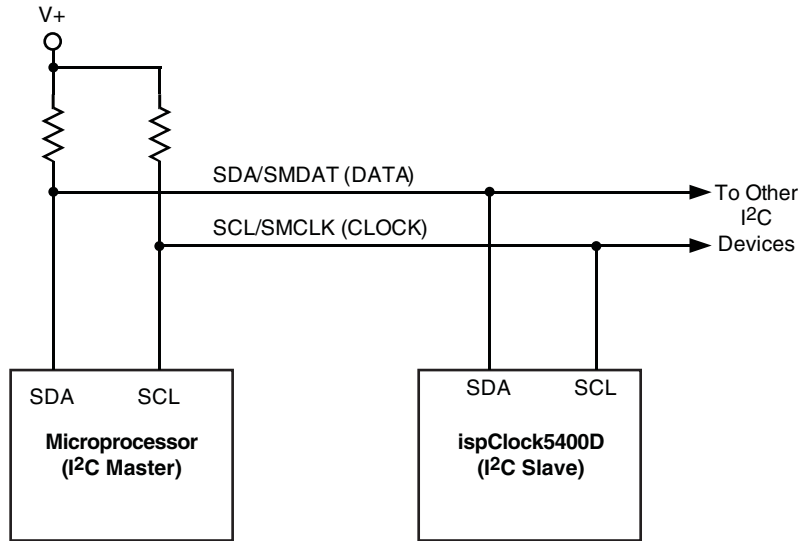 V+
SDA/SMDAT (DATA)
To Other
I²C
Devices
SCL/SMCLK (CLOCK)
SDA SCL
Microprocessor
(I²C Master)
SDA SCL
ispClock5400D
(I²C Slave)